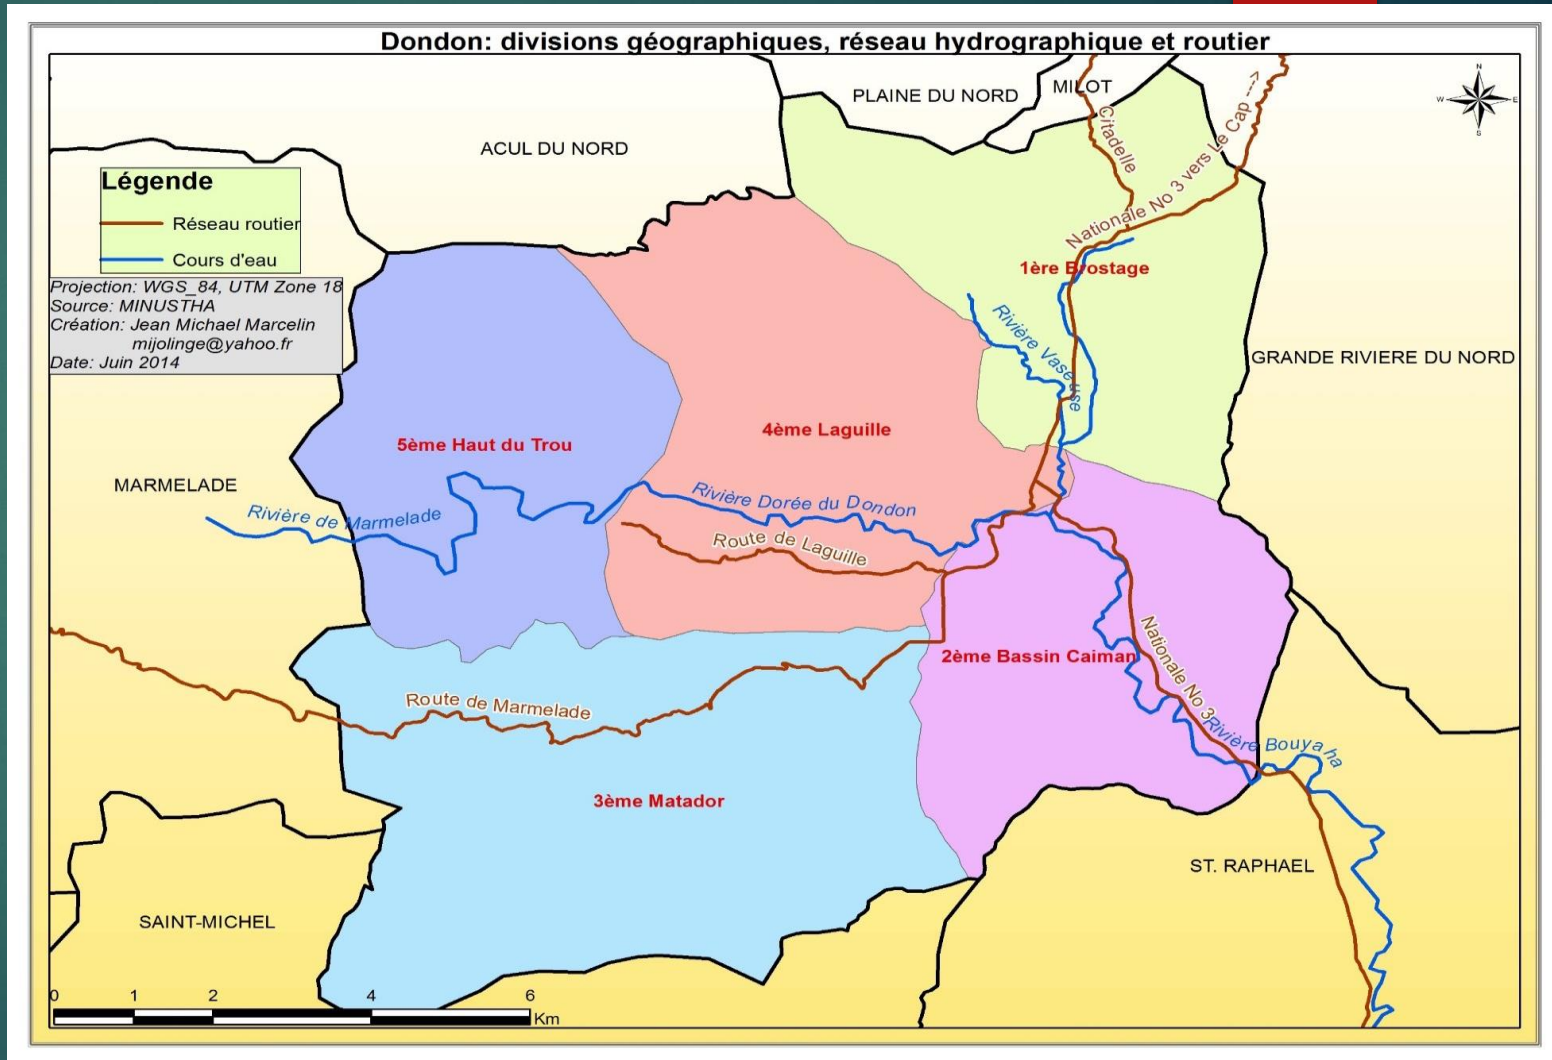 Dondon: divisions géographiques, réseau hydrographique et routier
N
W
E
S
PLAINE DU NORD
MILOT
ACUL DU NORD
Citadelle
Nationale No 3 vers Le Cap --->
Légende
Réseau routier
Cours d'eau
Projection: WGS_84, UTM Zone 18
Source: MINUSTHA
Création: Jean Michael Marcelin
mijolinge@yahoo.fr
Date: Juin 2014
1ère Brostage
Rivière Vaseuse
GRANDE RIVIERE DU NORD
4ème Laguille
5ème Haut du Trou
MARMELADE
Rivière de Marmelade
Rivière Dorée du Dondon
Route de Laguille
2ème Bassin Caiman
Nationale No 3
Route de Marmelade
Rivière Bouyaha
3ème Matador
ST. RAPHAEL
SAINT-MICHEL
0 1 2 4 6
Km